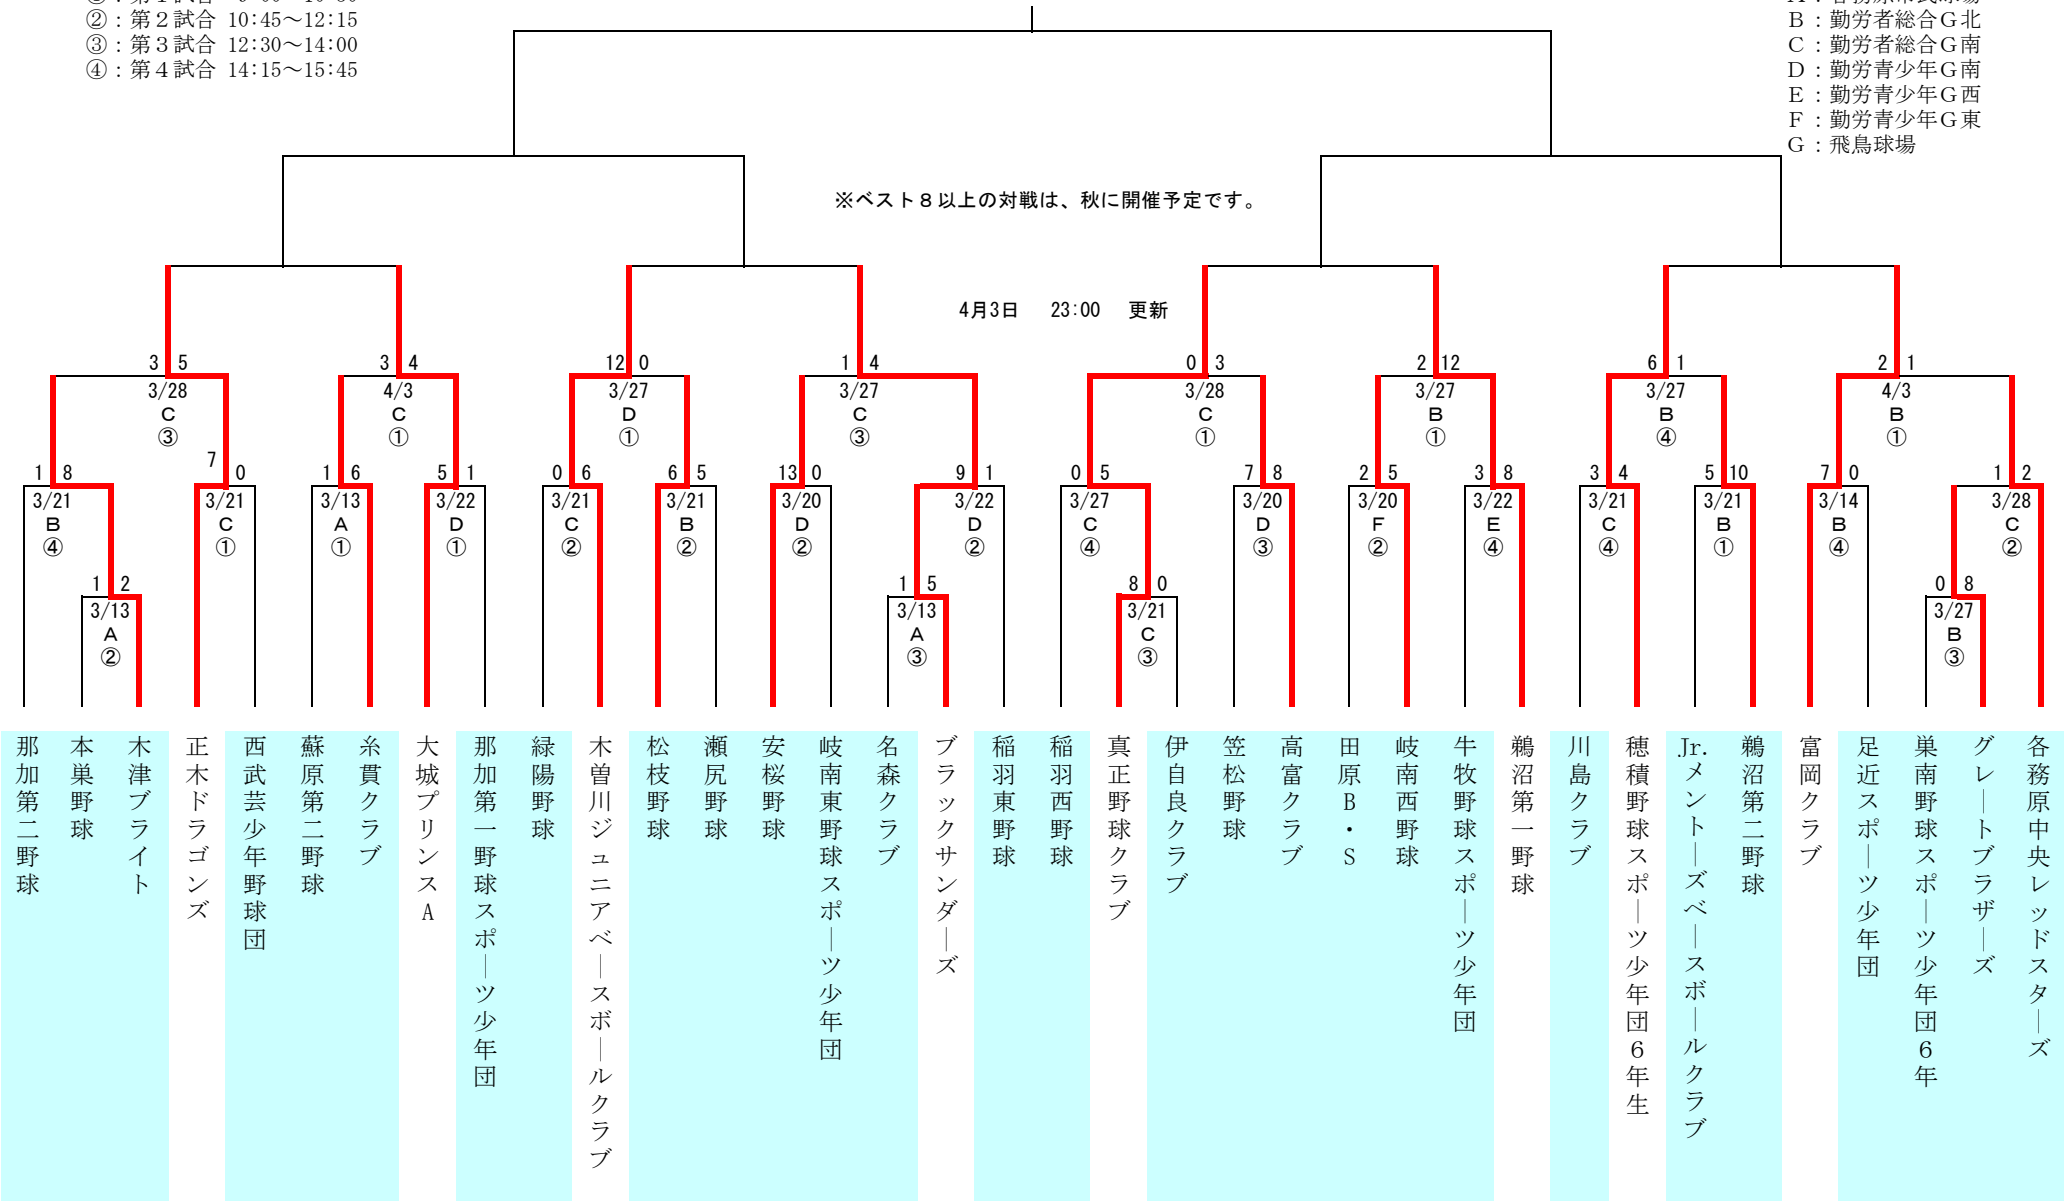 ②：第２試合 10:45～12:15
③：第３試合 12:30～14:00
④：第４試合 14:15～15:45
Ｂ：勤労者総合Ｇ北
Ｃ：勤労者総合Ｇ南
Ｄ：勤労青少年Ｇ南
Ｅ：勤労青少年Ｇ西
Ｆ：勤労青少年Ｇ東
Ｇ：飛鳥球場
※ベスト８以上の対戦は、秋に開催予定です。
4月3日 23:00 更新
3 5 3 4 12 0 1 4 0 3 2 12 6 1 2 1
3/28 4/3 3/27 3/27 3/28 3/27 3/27 4/3
C C D C C B B B
③ ① ① ③ ① ① ④ ①
1 8 7 0 1 6 5 1 0 6 6 5 13 0 9 1 0 5 7 8 2 5 3 8 3 4 5 10 7 0 1 2
3/21 3/21 3/13 3/22 3/21 3/21 3/20 3/22 3/27 3/20 3/20 3/22 3/21 3/21 3/14 3/28
B C A D C B D D C D F E C B B C
④ ① ① ① ② ② ② ② ④ ③ ② ④ ④ ① ④ ②
1 2 1 5 8 0 0 8
3/13 3/13 3/21 3/27
A A C B
② ③ ③ ③
那加第二野球
本巣野球
木津ブライト
正木ドラゴンズ
西武芸少年野球団
蘇原第二野球
糸貫クラブ
大城プリンスA
那加第一野球スポーツ少年団
緑陽野球
木曽川ジュニアベースボールクラブ
松枝野球
瀬尻野球
安桜野球
岐南東野球スポーツ少年団
名森クラブ
ブラックサンダーズ
稲羽東野球
稲羽西野球
真正野球クラブ
伊自良クラブ
笠松野球
高富クラブ
田原B・S
岐南西野球
牛牧野球スポーツ少年団
鵜沼第一野球
川島クラブ
穂積野球スポーツ少年団６年生
Jr.メントーズベースボールクラブ
鵜沼第二野球
富岡クラブ
足近スポーツ少年団
巣南野球スポーツ少年団６年
グレートブラザーズ
各務原中央レッドスターズ